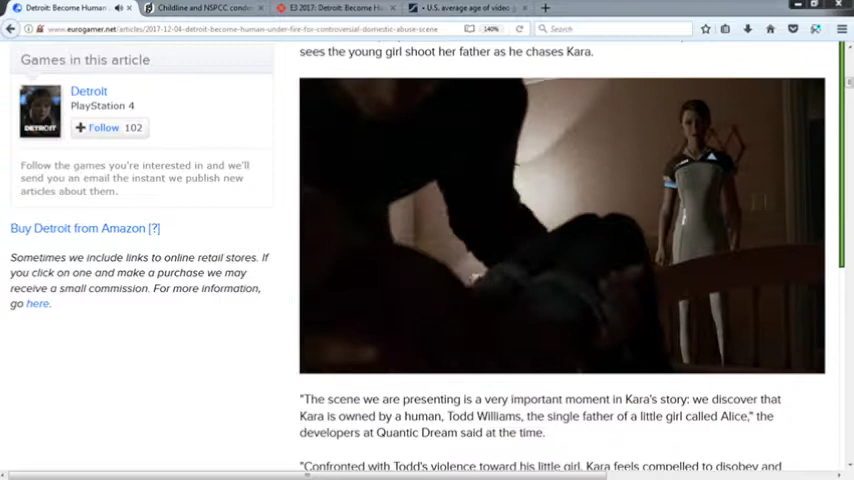 Detroit: Become Human
Childline and NSPCC conde
E3 2017: Detroit: Become Hum
• U.S. average age of video g
www.eurogamer.net/articles/2017-12-04-detroit-become-human-under-fire-for-controversial-domestic-abuse-scene
140%
Search
Games in this article
Detroit
PlayStation 4
Follow 102
DETROIT
Follow the games you're interested in and we'll
send you an email the instant we publish new
articles about them.
Buy Detroit from Amazon [?]
Sometimes we include links to online retail stores. If
you click on one and make a purchase we may
receive a small commission. For more information,
go here.
sees the young girl shoot her father as he chases Kara.
"The scene we are presenting is a very important moment in Kara's story: we discover that
Kara is owned by a human, Todd Williams, the single father of a little girl called Alice," the
developers at Quantic Dream said at the time.
"Confronted with Todd's violence toward his little girl, Kara feels compelled to disobey and